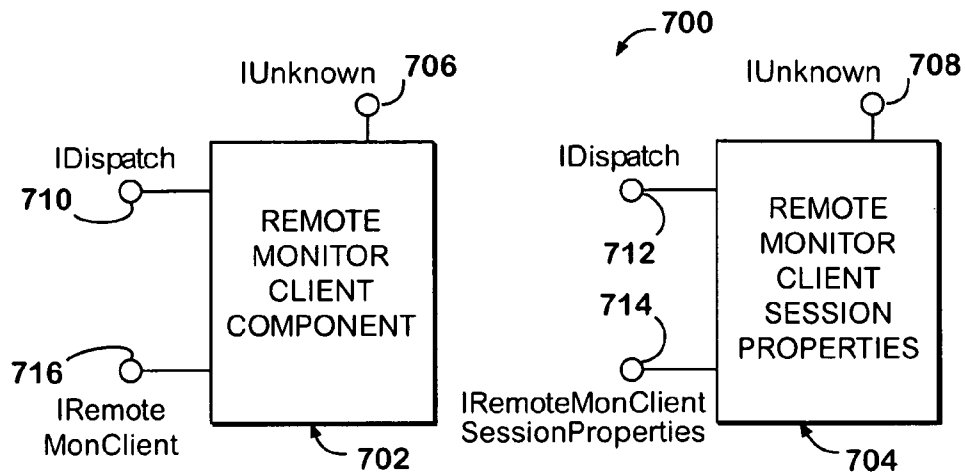 700
IUnknown
706
IUnknown
708
IDispatch
710
REMOTE
MONITOR
CLIENT
COMPONENT
716
IRemote
MonClient
702
IDispatch
712
714
REMOTE
MONITOR
CLIENT
SESSION
PROPERTIES
IRemoteMonClient
SessionProperties
704